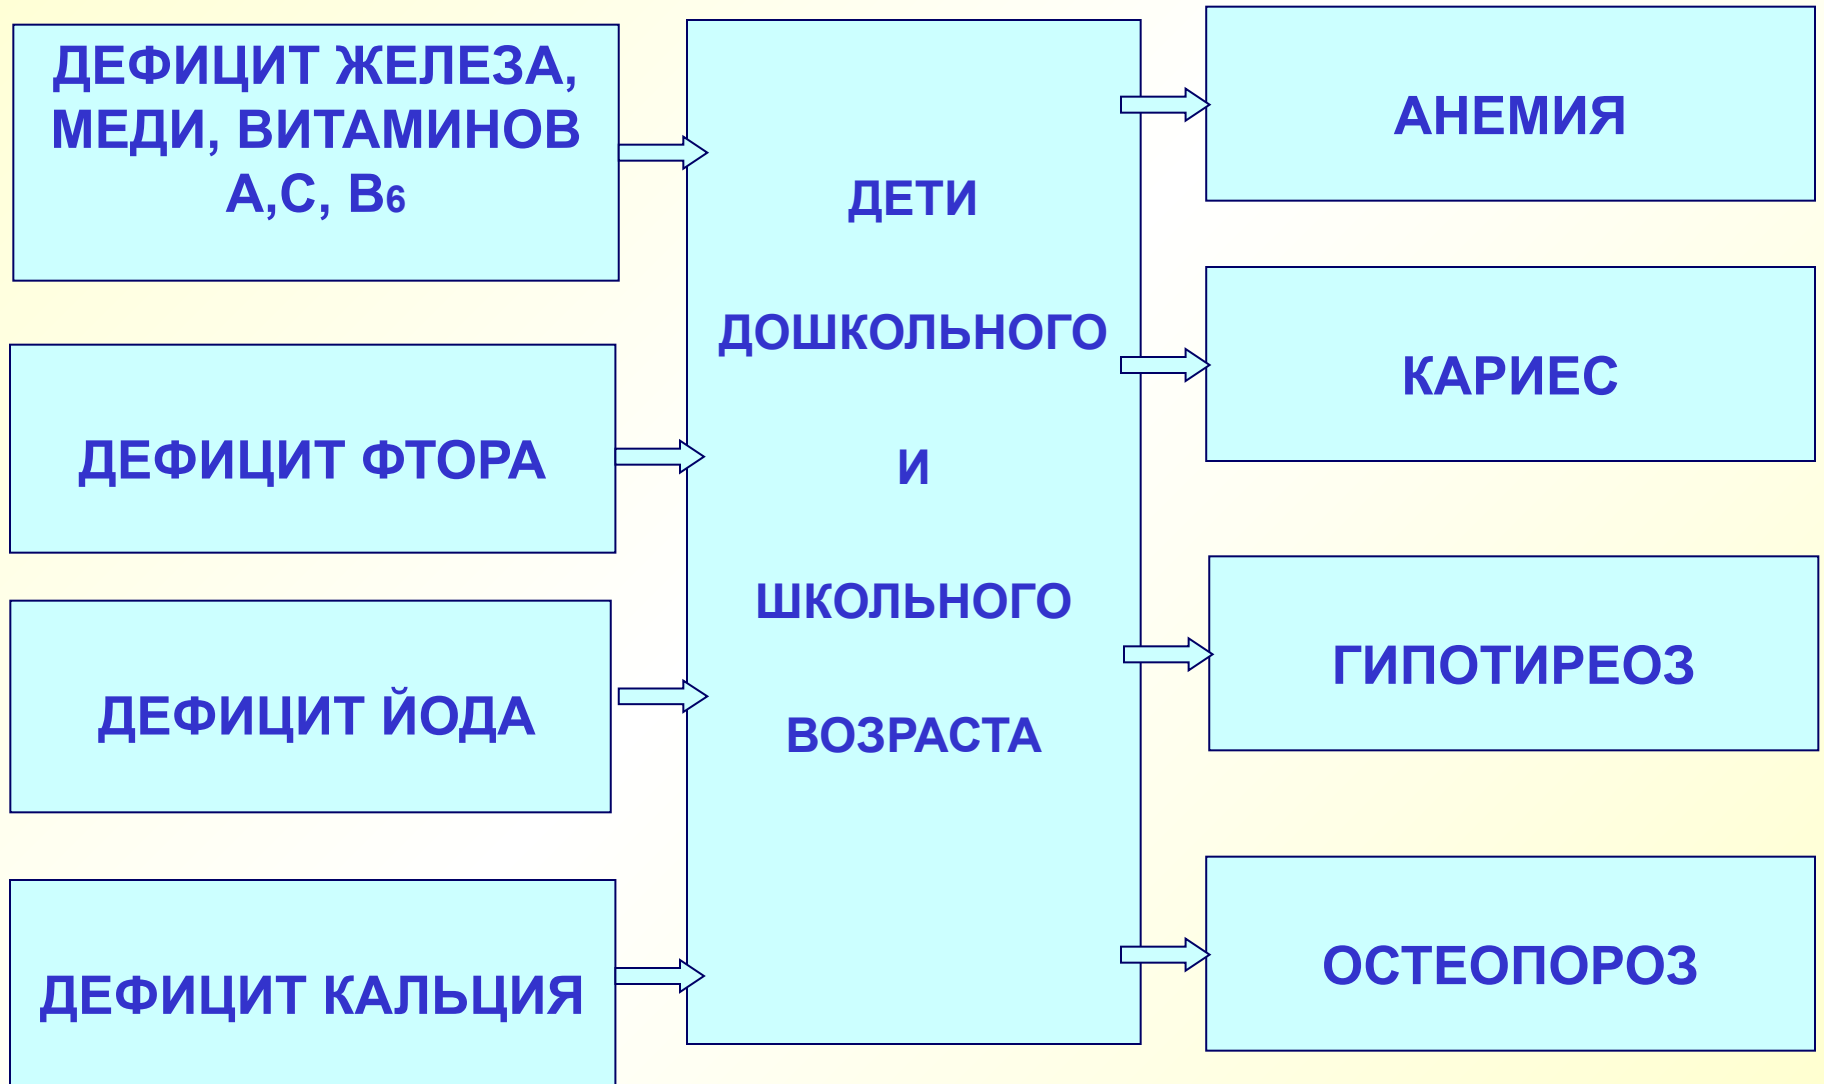 ДЕФИЦИТ ЖЕЛЕЗА,
МЕДИ, ВИТАМИНОВ
А,С, В6
ДЕФИЦИТ ФТОРА
ДЕФИЦИТ ЙОДА
ДЕФИЦИТ КАЛЬЦИЯ
ДЕТИ
ДОШКОЛЬНОГО
И
ШКОЛЬНОГО
ВОЗРАСТА
АНЕМИЯ
КАРИЕС
ГИПОТИРЕОЗ
ОСТЕОПОРОЗ